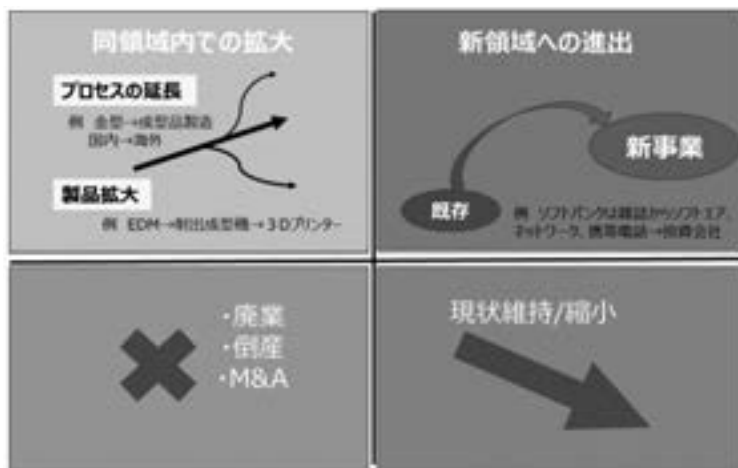 同領域内での拡大
プロセスの延長
例 金型→成型品製造
国内→海外
製品拡大
例 EDM→射出成型機→3Dプリンター
新領域への進出
新事業
既存
例 ソフトバンクは雑誌からソフトエア、
ネットワーク、携帯電話→投資会社
・廃業
・倒産
・M&A
現状維持/縮小